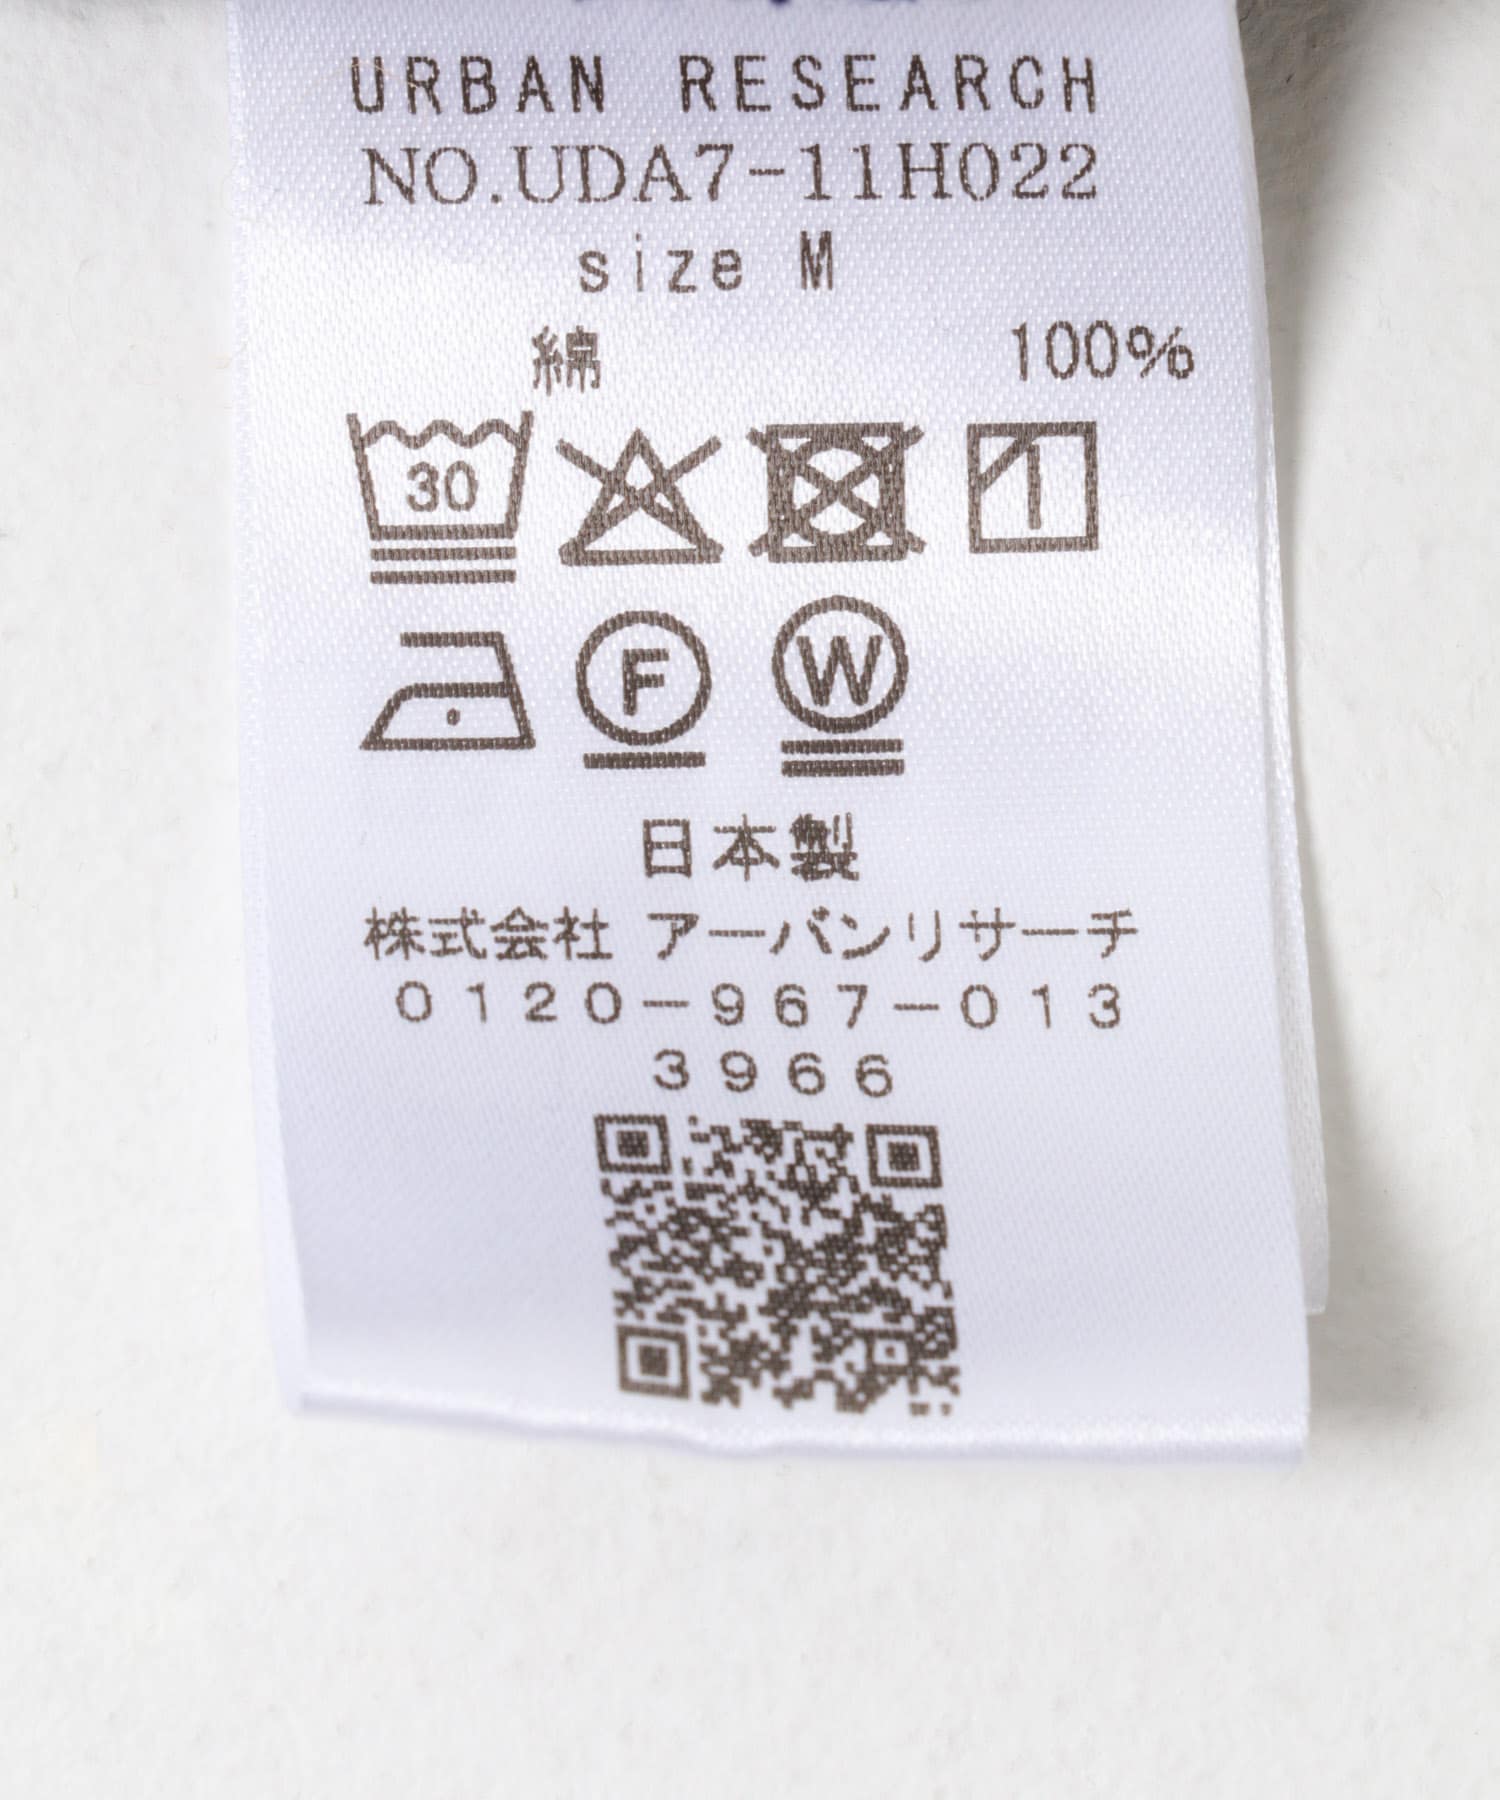 URBAN RESEARCH
NO.UDA7-11H022
size M
綿 100%
30
F
W
日本製
株式会社 アーバンリサーチ
0120-967-013
3966